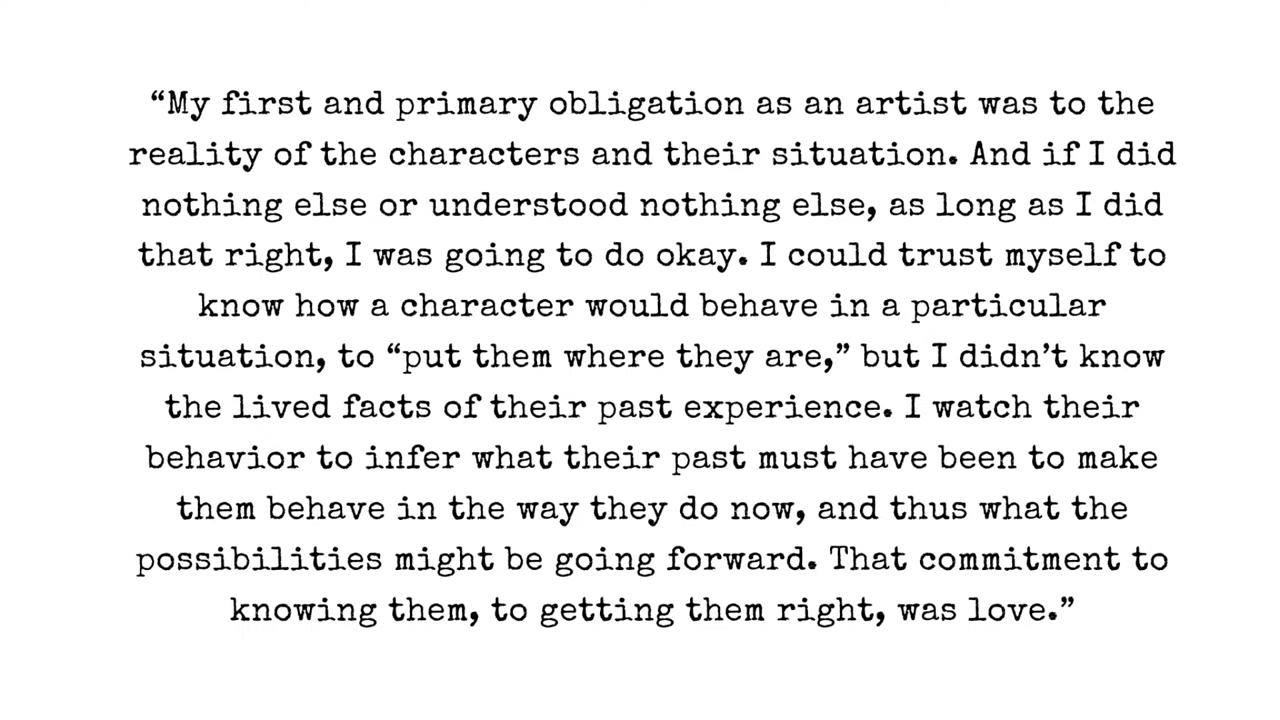 “My first and primary obligation as an artist was to the
reality of the characters and their situation. And if I did
nothing else or understood nothing else, as long as I did
that right, I was going to do okay. I could trust myself to
know how a character would behave in a particular
situation, to “put them where they are,” but I didn’t know
the lived facts of their past experience. I watch their
behavior to infer what their past must have been to make
them behave in the way they do now, and thus what the
possibilities might be going forward. That commitment to
knowing them, to getting them right, was love.”